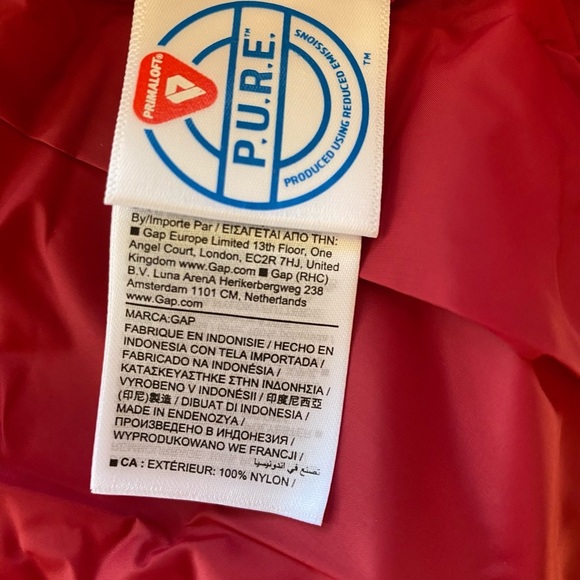 PRIMALOFT®
P.U.R.E.™
PRODUCED USING REDUCED EMISSIONS
™
By/Importe Par / ΕΙΣΑΓΕΤΑΙ ΑΠΟ ΤΗΝ:
■ Gap Europe Limited 13th Floor, One
Angel Court, London, EC2R 7HJ, United
Kingdom www.Gap.com ■ Gap (RHC)
B.V. Luna ArenA Herikerbergweg 238
Amsterdam 1101 CM, Netherlands
www.Gap.com
MARCA:GAP
FABRIQUE EN INDONISIE / HECHO EN
INDONESIA CON TELA IMPORTADA /
FABRICADO NA INDONÉSIA /
ΚΑΤΑΣΚΕΥΑΣΤΗΚΕ ΣΤΗΝ ΙΝΔΟΝΗΣΙΑ /
VYROBENO V INDONÉSII / 印度尼西亞
(印尼)製造 / DIBUAT DI INDONESIA /
MADE IN ENDENOZYA /
ПРОИЗВЕДЕНО В ИНДОНЕЗИЯ /
WYPRODUKOWANO WE FRANCJI /
تصنع في اندونيسيا
■ CA : EXTÉRIEUR: 100% NYLON /